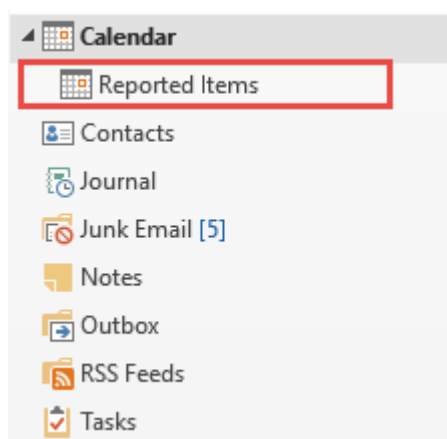 Calendar
Reported Items
Contacts
Journal
Junk Email [5]
Notes
Outbox
RSS Feeds
Tasks